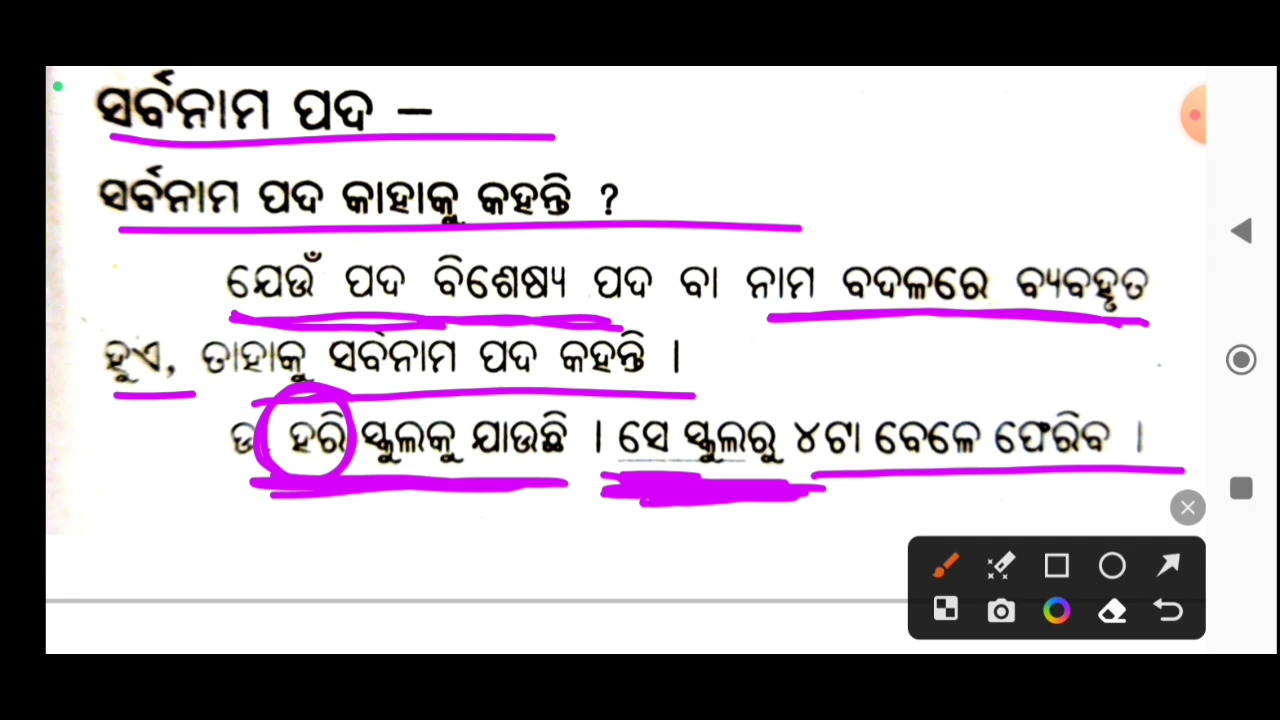 ସର୍ବନାମ ପଦ –
ସର୍ବନାମ ପଦ କାହାକୁ କହନ୍ତି ?
ଯେଉଁ ପଦ ବିଶେଷ୍ୟ ପଦ ବା ନାମ ବଦଳରେ ବ୍ୟବହୃତ
ହୁଏ, ତାହାକୁ ସର୍ବନାମ ପଦ କହନ୍ତି ।
ହରି ସ୍କୁଲକୁ ଯାଉଛି । ସେ ସ୍କୁଲରୁ ୪ଟା ବେଳେ ଫେରିବ ।